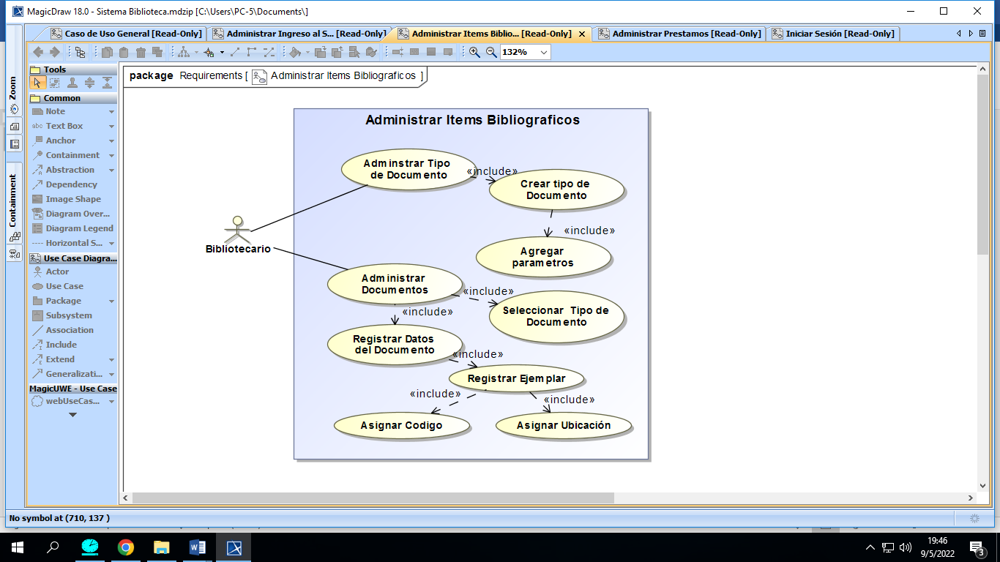 MagicDraw 18.0 - Sistema Biblioteca.mdzip [C:\Users\PC-5\Documents\]
Caso de Uso General [Read-Only]
Administrar Ingreso al S... [Read-Only]
Administrar Items Biblio... [Read-Only]
Administrar Prestamos [Read-Only]
Iniciar Sesión [Read-Only]
132%
Zoom
Containment
Tools
Common
Note
abc Text Box
Anchor
Containment
Abstraction
Dependency
Image Shape
Diagram Over...
Diagram Legend
Horizontal S...
Use Case Diagra...
Actor
Use Case
Package
Subsystem
Association
Include
Extend
Generalizati...
MagicUWE - Use Case
webUseCas...
package Requirements [ Administrar Items Bibliograficos ]
Administrar Items Bibliograficos
Adminstrar Tipo
de Documento
«include»
Crear tipo de
Documento
«include»
Agregar
parametros
Bibliotecario
Administrar
Documentos
«include»
Seleccionar Tipo de
Documento
«include»
Registrar Datos
del Documento
«include»
Registrar Ejemplar
«include»
«include»
Asignar Codigo
Asignar Ubicación
No symbol at (710, 137 )
19:46
9/5/2022
3